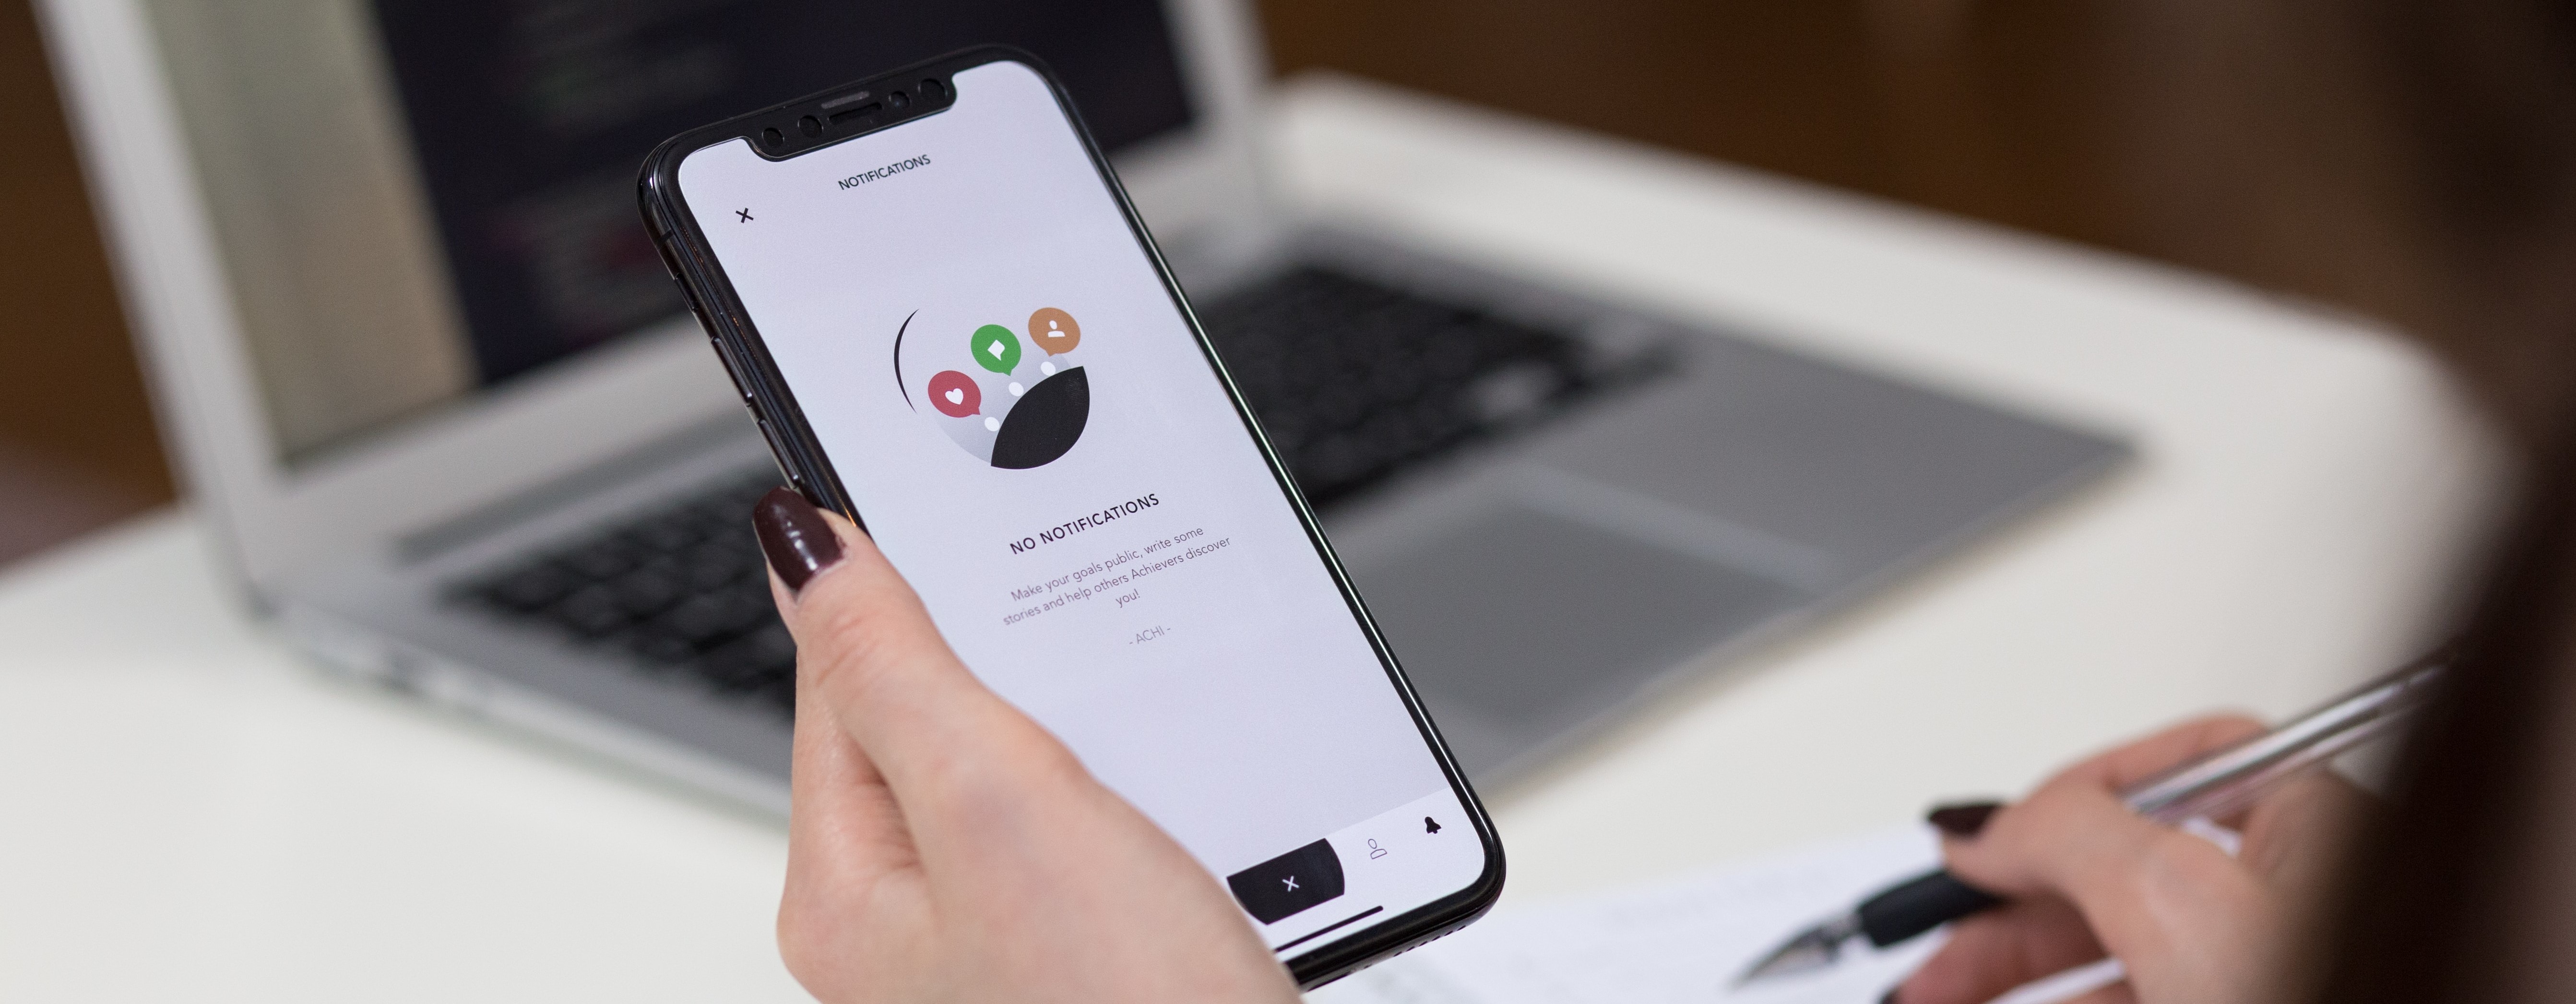 NOTIFICATIONS
NO NOTIFICATIONS
Make your goals public, write some
stories and help others Achievers discover
you!
- ACHI -